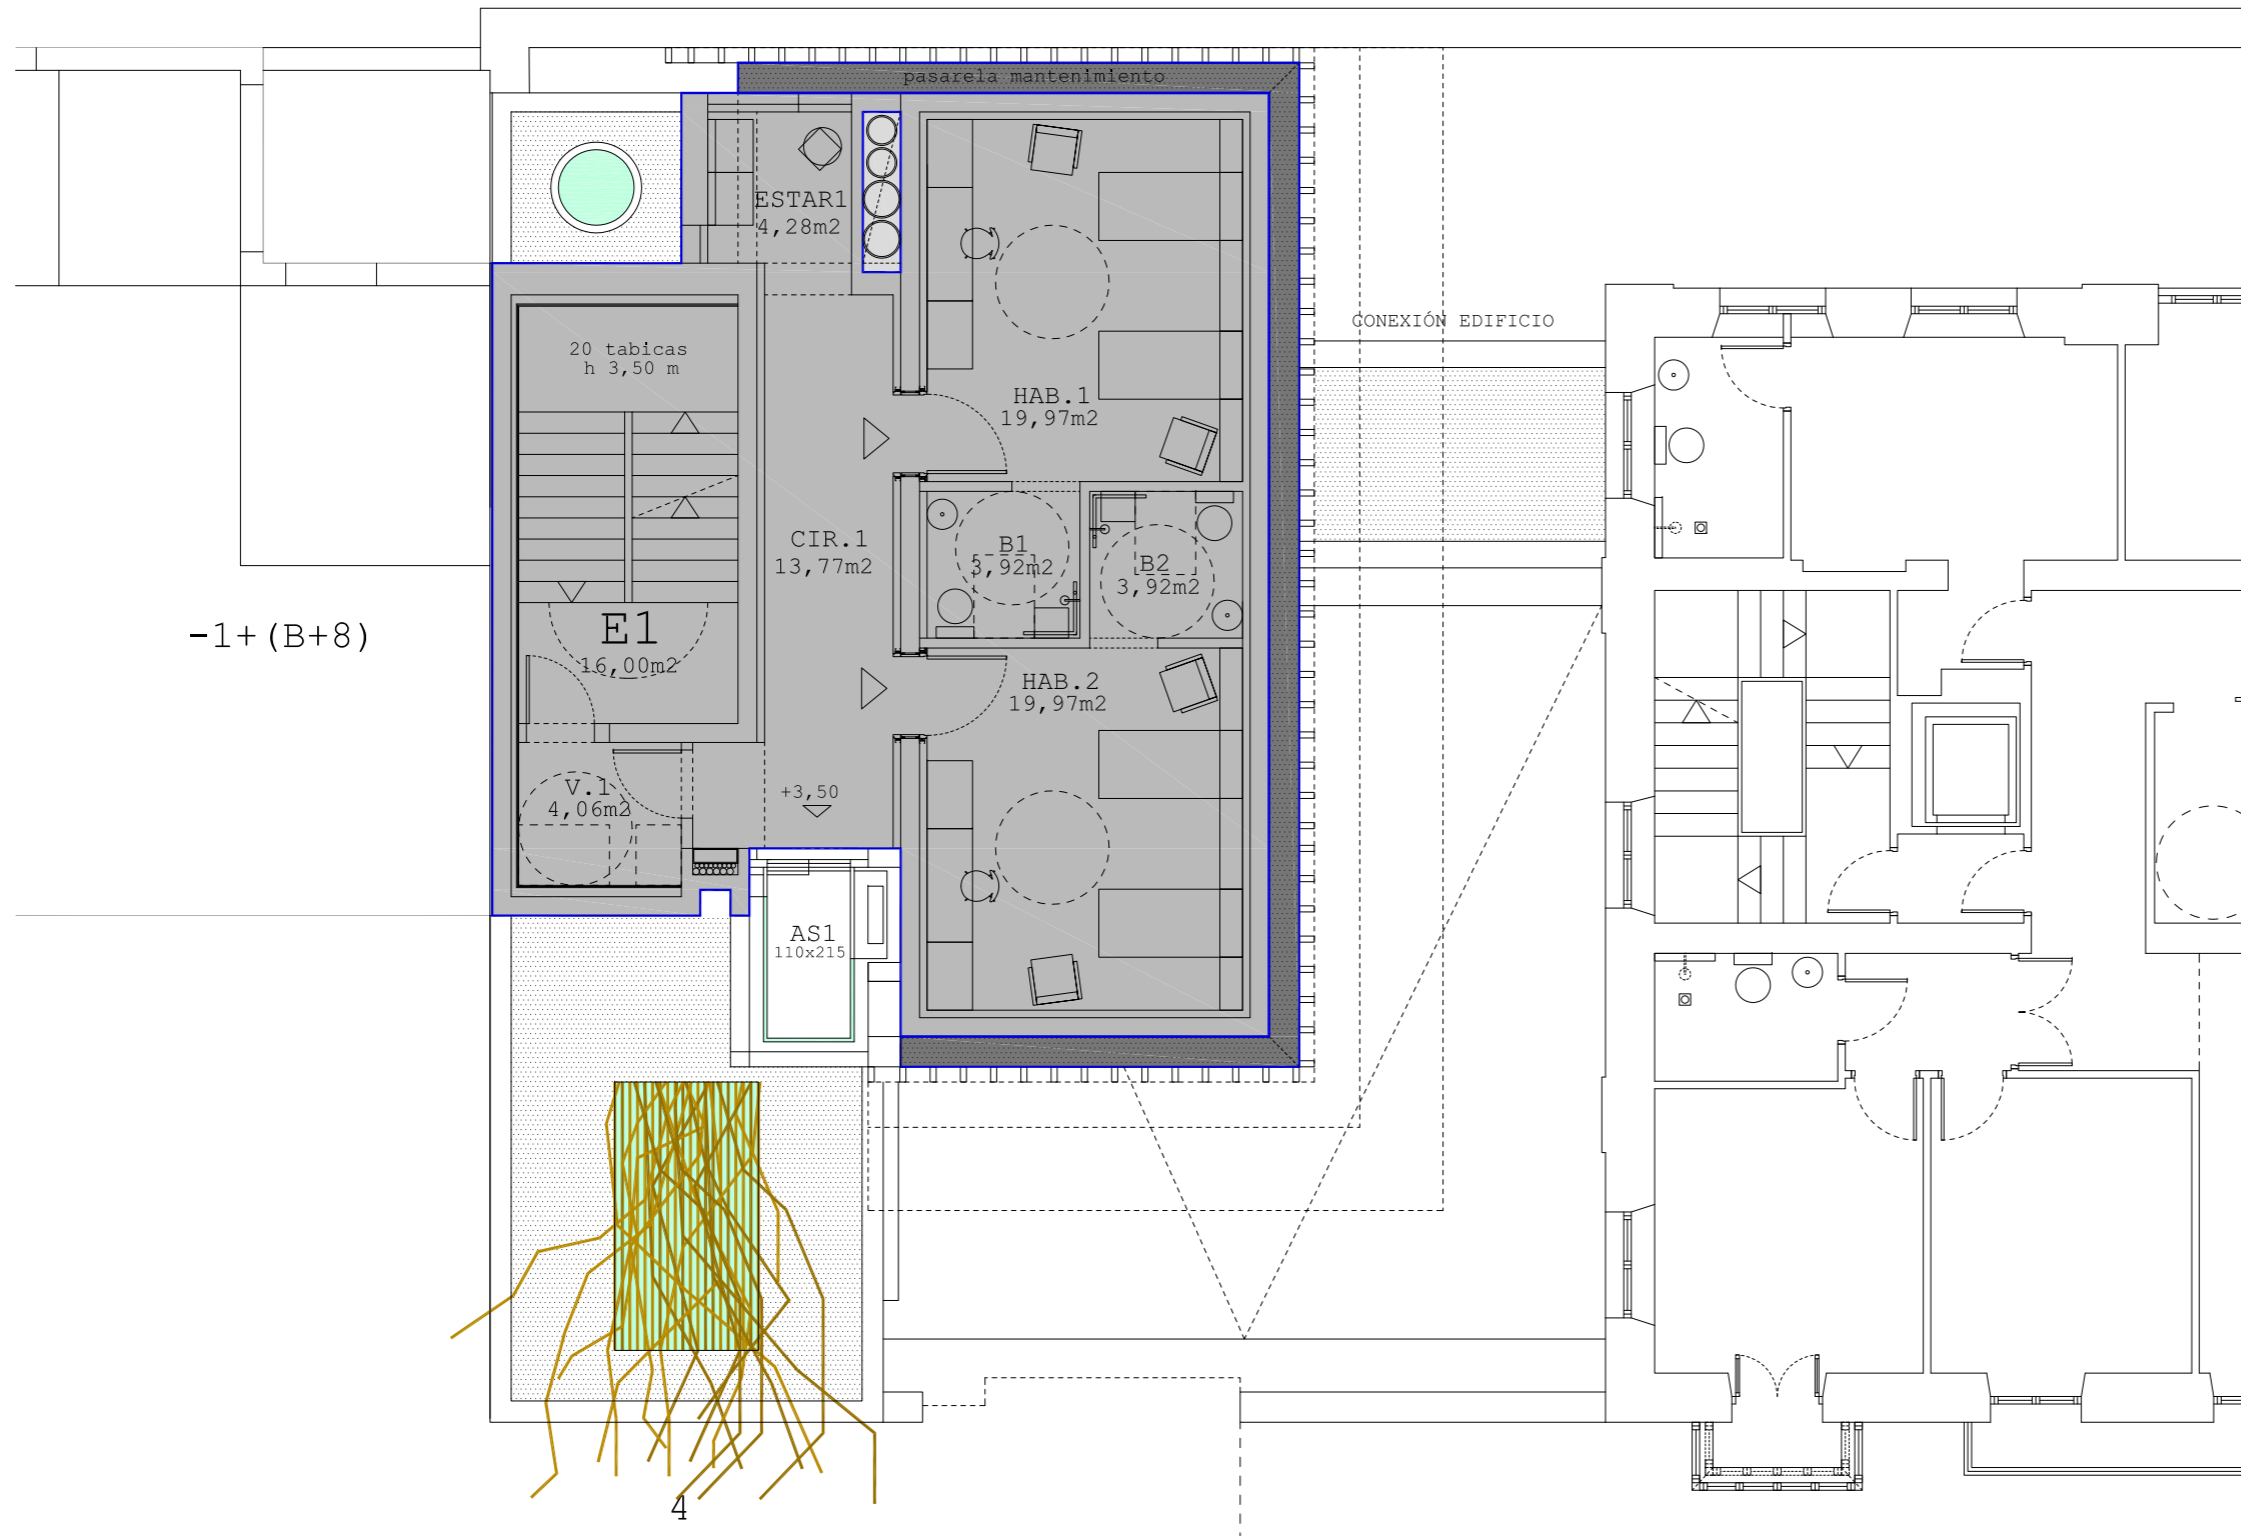 pasarela mantenimiento
ESTAR1
4,28m2
CONEXIÓN EDIFICIO
20 tabicas
h 3,50 m
HAB.1
19,97m2
CIR.1
13,77m2
B1
3,92m2
B2
3,92m2
-1+(B+8)
E1
16,00m2
HAB.2
19,97m2
V.1
4,06m2
+3,50
AS1
110x215
4